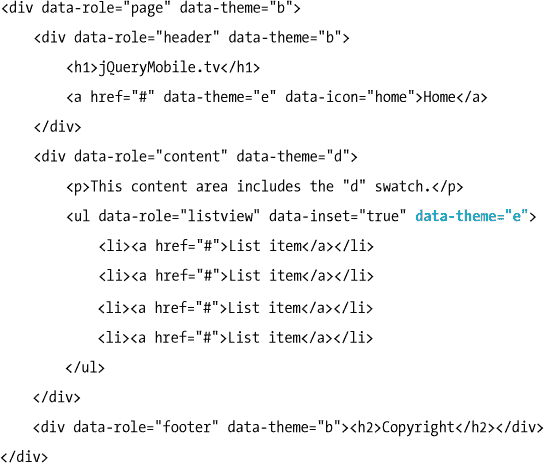 <div data-role="page" data-theme="b">
<div data-role="header" data-theme="b">
<h1>jQueryMobile.tv</h1>
<a href="#" data-theme="e" data-icon="home">Home</a>
</div>
<div data-role="content" data-theme="d">
<p>This content area includes the "d" swatch.</p>
<ul data-role="listview" data-inset="true" data-theme="e">
<li><a href="#">List item</a></li>
<li><a href="#">List item</a></li>
<li><a href="#">List item</a></li>
<li><a href="#">List item</a></li>
</ul>
</div>
<div data-role="footer" data-theme="b"><h2>Copyright</h2></div>
</div>